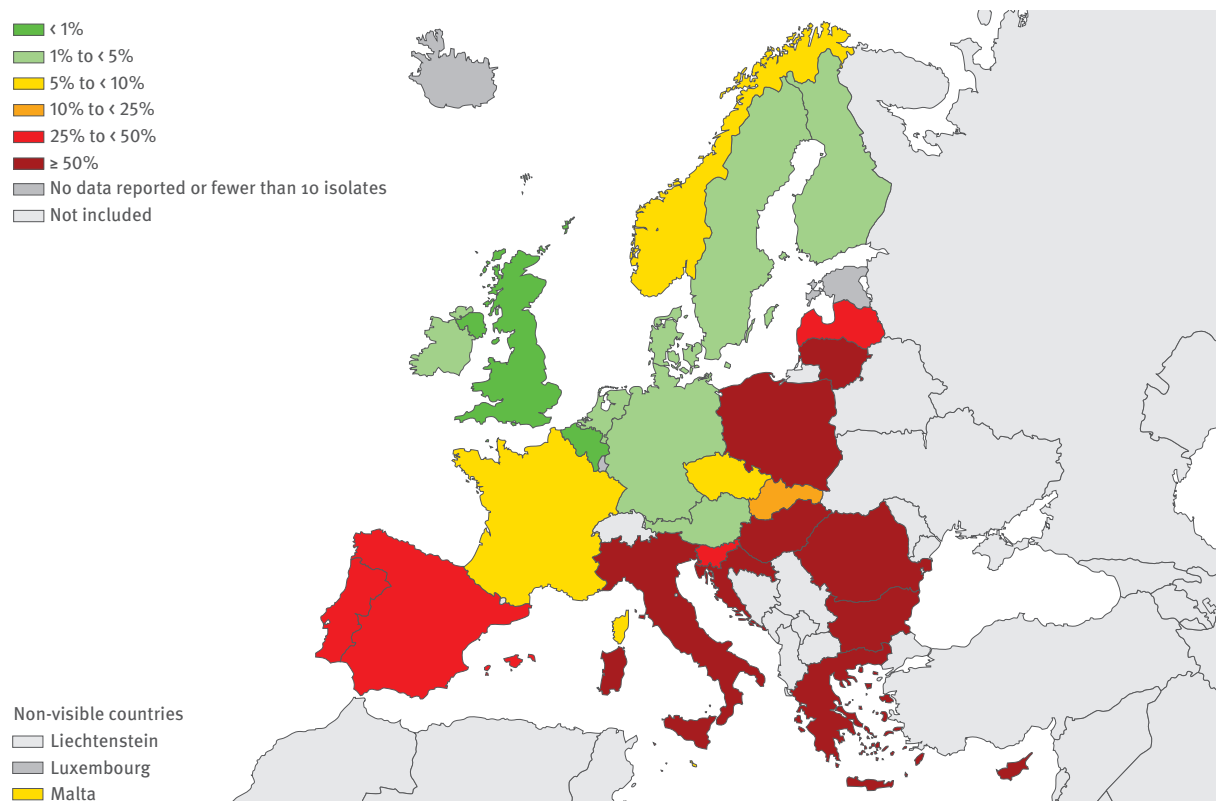 < 1%
1% to < 5%
5% to < 10%
10% to < 25%
25% to < 50%
≥ 50%
No data reported or fewer than 10 isolates
Not included
Non-visible countries
Liechtenstein
Luxembourg
Malta